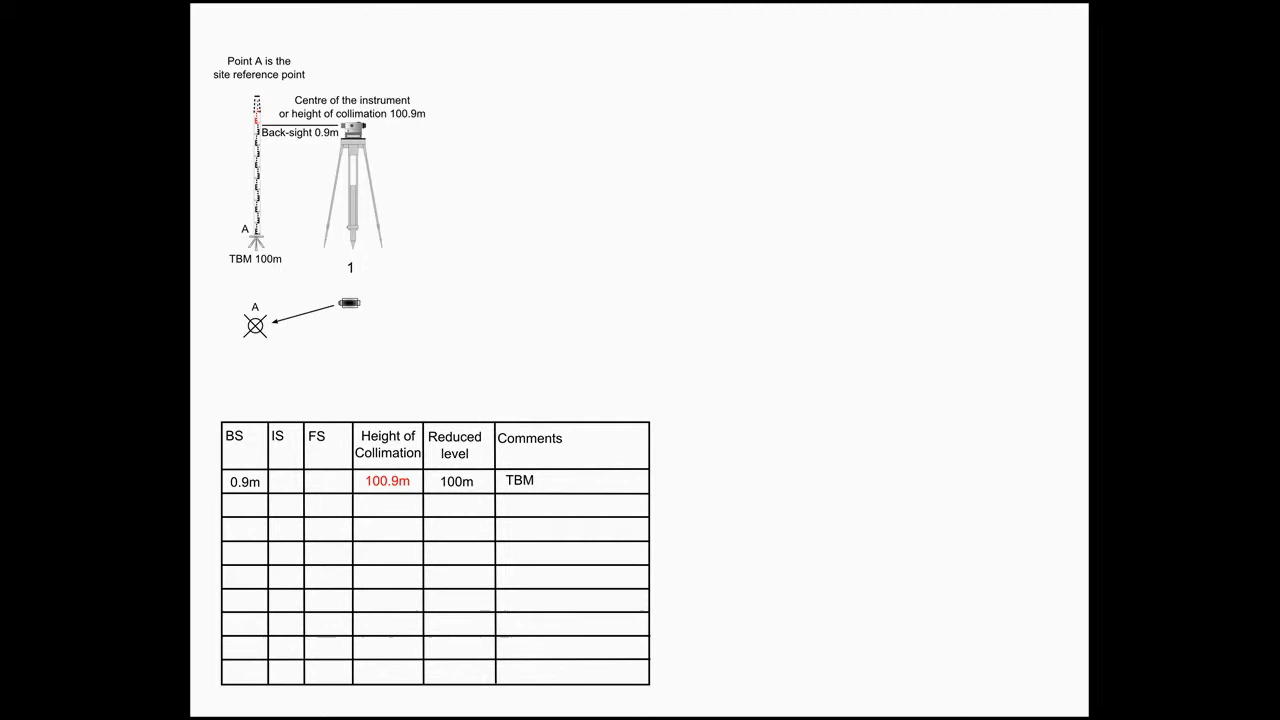 Point A is the
site reference point
Centre of the instrument
or height of collimation 100.9m
Back-sight 0.9m
A
TBM 100m
1
A
BS IS FS Height of Collimation Reduced level Comments
0.9m 100.9m 100m TBM